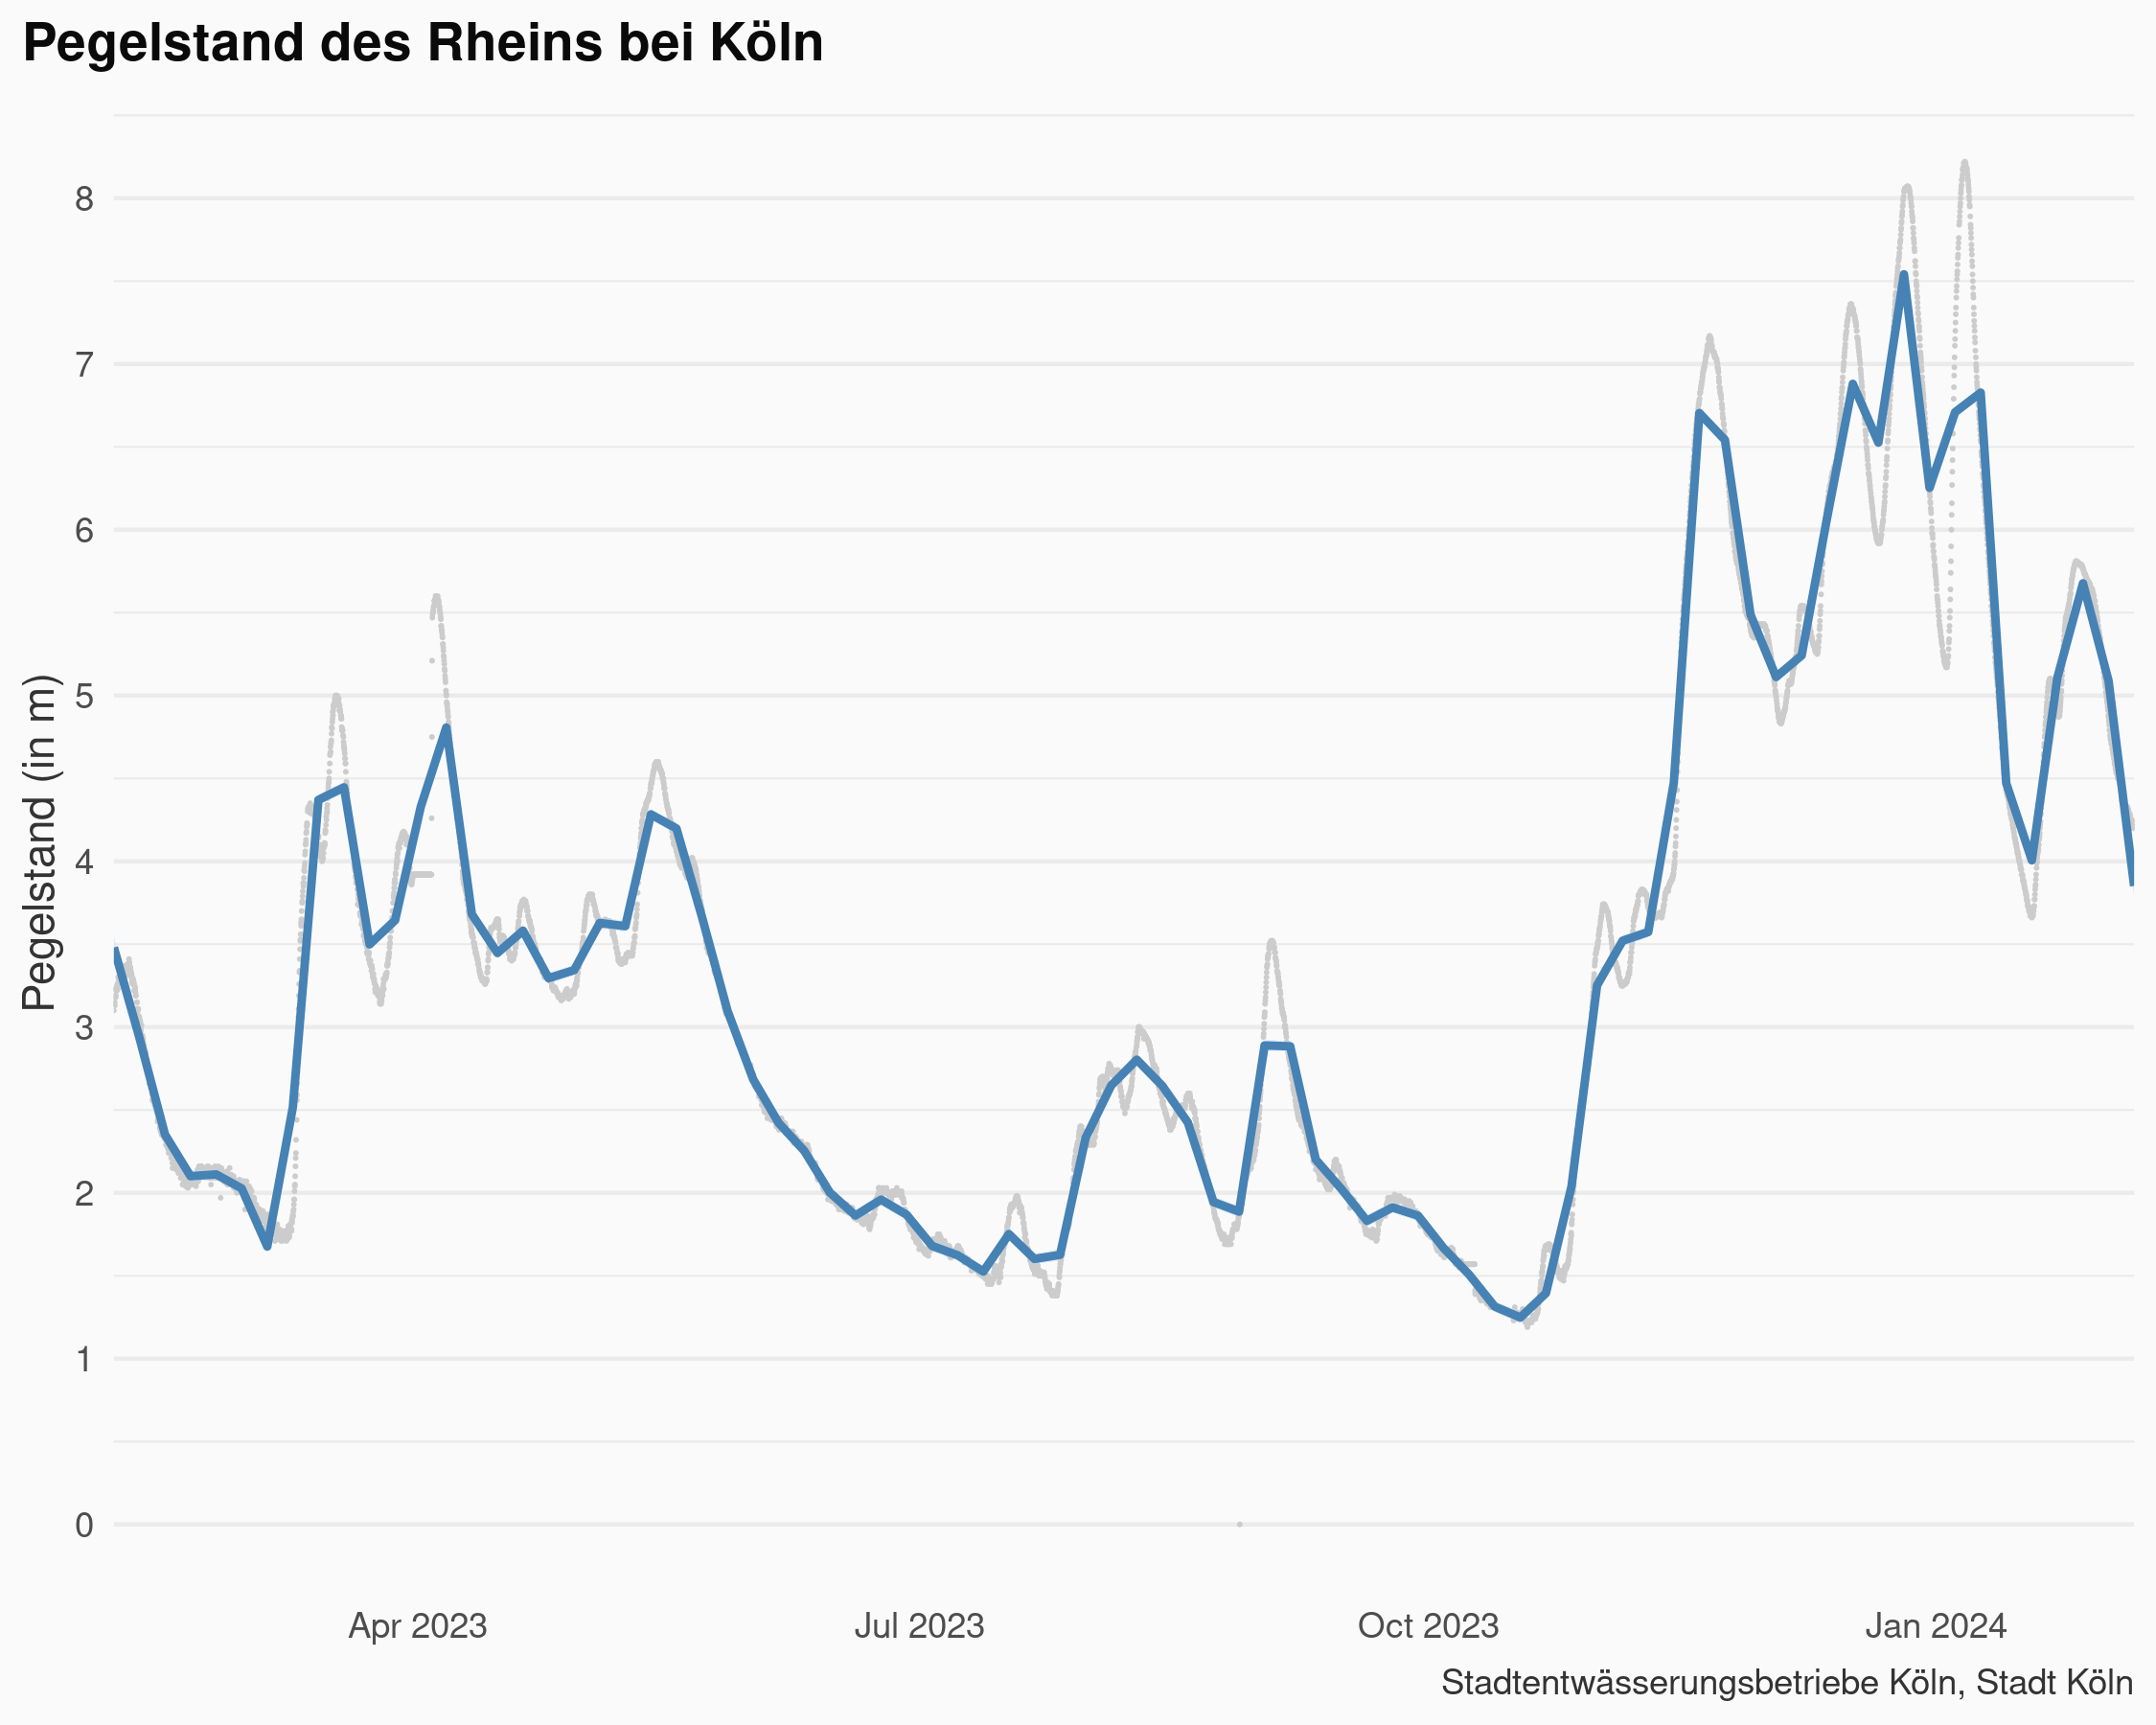 Pegelstand des Rheins bei Köln
Pegelstand (in m)
8
7
6
5
4
3
2
1
0
Apr 2023
Jul 2023
Oct 2023
Jan 2024
Stadtentwässerungsbetriebe Köln, Stadt Köln